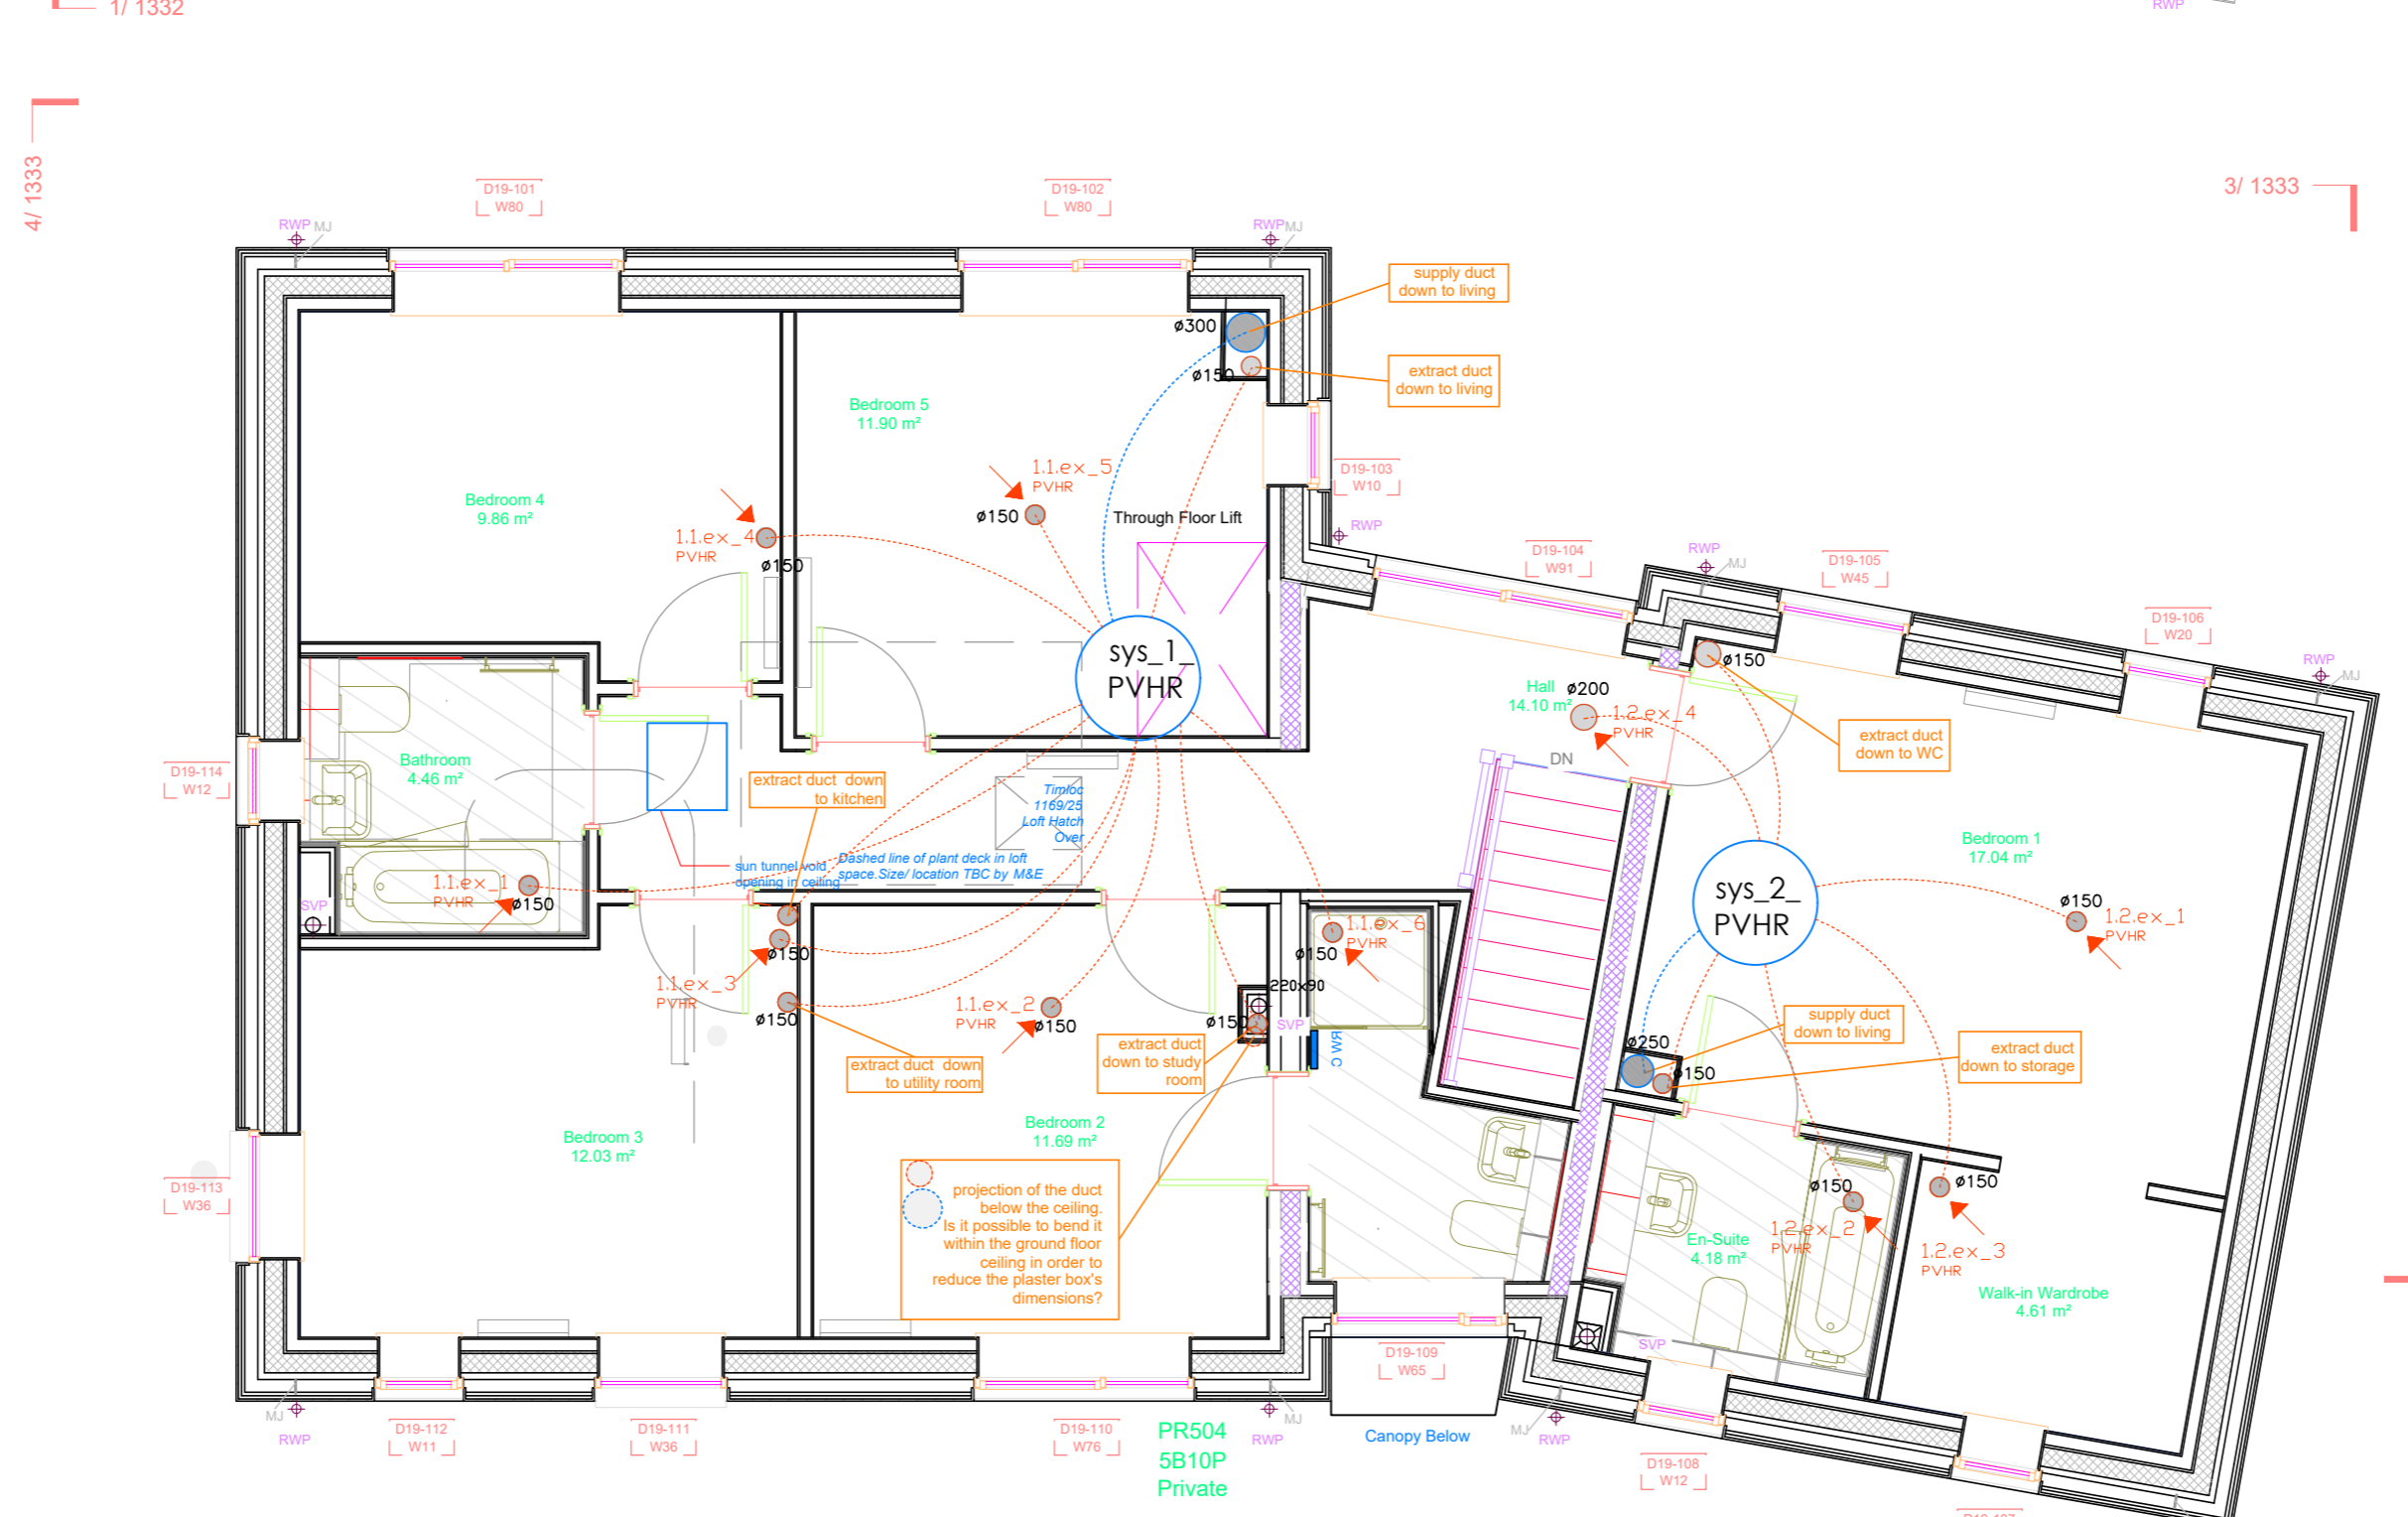 1/ 1332
RWP
4/ 1333
3/ 1333
D19-101
W80
D19-102
W80
RWP
MJ
RWP
MJ
supply duct
down to living
ø300
extract duct
down to living
ø150
Bedroom 5
11.90 m²
Bedroom 4
9.86 m²
1.1.ex_5
PVHR
ø150
Through Floor Lift
D19-103
W10
RWP
1.1.ex_4
PVHR
ø150
D19-104
W91
RWP
MJ
D19-105
W45
D19-106
W20
RWP
MJ
sys_1_
PVHR
Hall
14.10 m²
ø200
1.2.ex_4
PVHR
ø150
extract duct
down to WC
DN
Bathroom
4.46 m²
D19-114
W12
extract duct down
to kitchen
Timloc
1169/25
Loft Hatch
Over
sun tunnel void
opening in ceiling
Dashed line of plant deck in loft
space.Size/ location TBC by M&E
Bedroom 1
17.04 m²
sys_2_
PVHR
1.1.ex_1
PVHR
ø150
SVP
ø150
1.2.ex_1
PVHR
1.1.ex_6
PVHR
ø150
ø150
1.1.ex_3
PVHR
ø150
1.1.ex_2
PVHR
ø150
220x90
ø150
SVP
RW C
extract duct
down to study
room
extract duct down
to utility room
supply duct
down to living
ø250
ø150
extract duct
down to storage
Bedroom 3
12.03 m²
Bedroom 2
11.69 m²
D19-113
W36
projection of the duct
below the ceiling.
Is it possible to bend it
within the ground floor
ceiling in order to
reduce the plaster box's
dimensions?
ø150
1.2.ex_2
PVHR
ø150
1.2.ex_3
PVHR
En-Suite
4.18 m²
Walk-in Wardrobe
4.61 m²
SVP
D19-109
W65
Canopy Below
MJ
RWP
D19-112
W11
D19-111
W36
D19-110
W76
PR504
5B10P
Private
RWP
MJ
MJ
RWP
D19-108
W12
D19-107